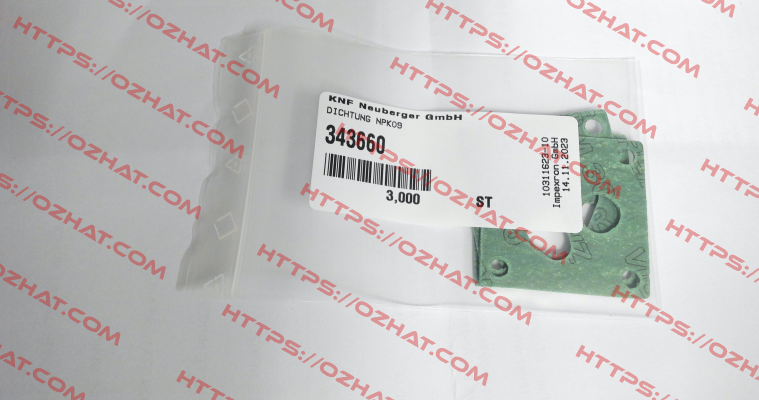 KNF Neuberger GmbH
DICHTUNG NPK09
343660
3,000 ST
10311623-10
Impexron GmbH
14.11.2023
HTTPS://OZHAT.COM